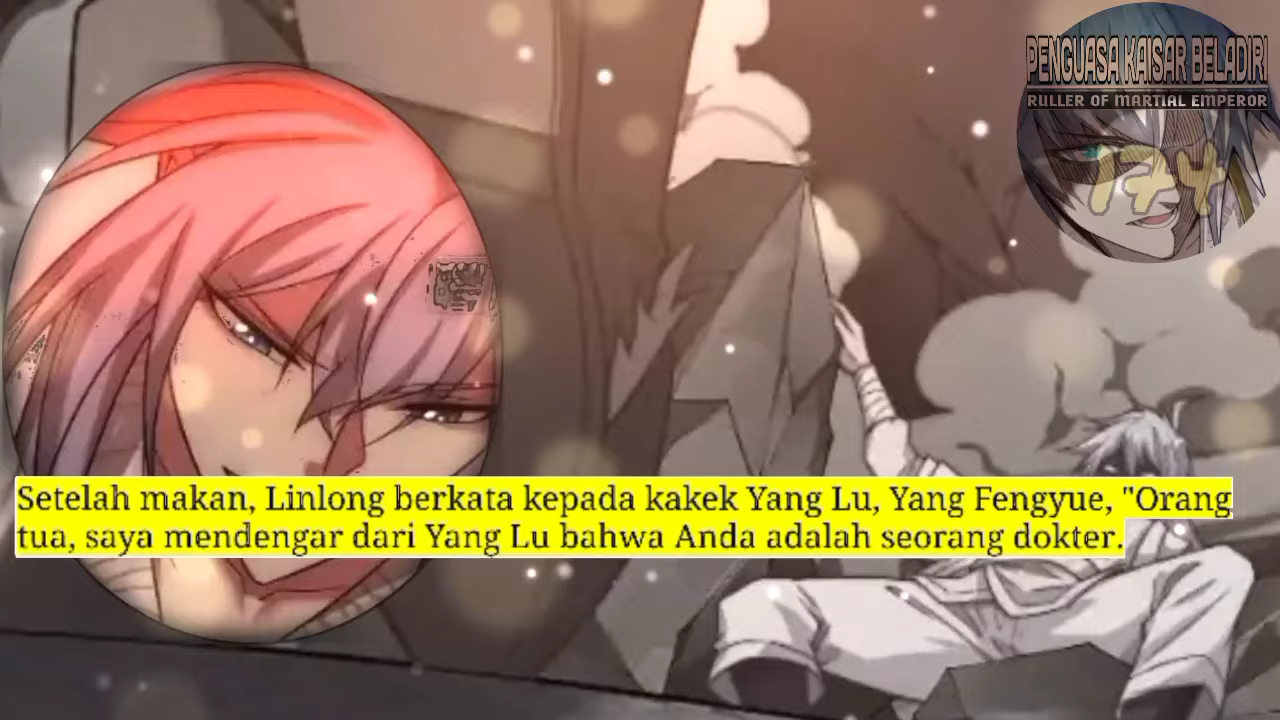 PENGUASA KAISAR BELADIRI
RULLER OF MARTIAL EMPEROR
174
Setelah makan, Linlong berkata kepada kakek Yang Lu, Yang Fengyue, "Orang
tua, saya mendengar dari Yang Lu bahwa Anda adalah seorang dokter.